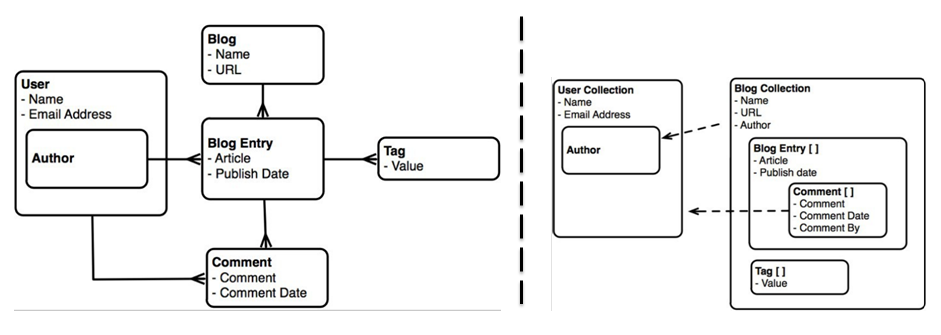 Blog
- Name
- URL
User
- Name
- Email Address
Author
Blog Entry
- Article
- Publish Date
Tag
- Value
Comment
- Comment
- Comment Date
User Collection
- Name
- Email Address
Author
Blog Collection
- Name
- URL
- Author
Blog Entry [ ]
- Article
- Publish date
Comment [ ]
- Comment
- Comment Date
- Comment By
Tag [ ]
- Value